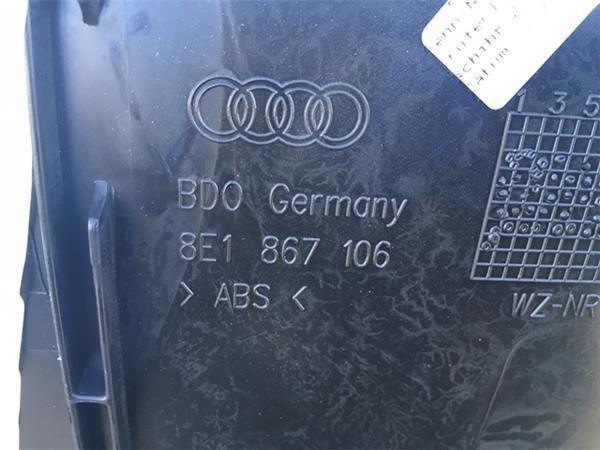 1 3 5
BDO Germany
8E1 867 106
> ABS <
WZ-NR